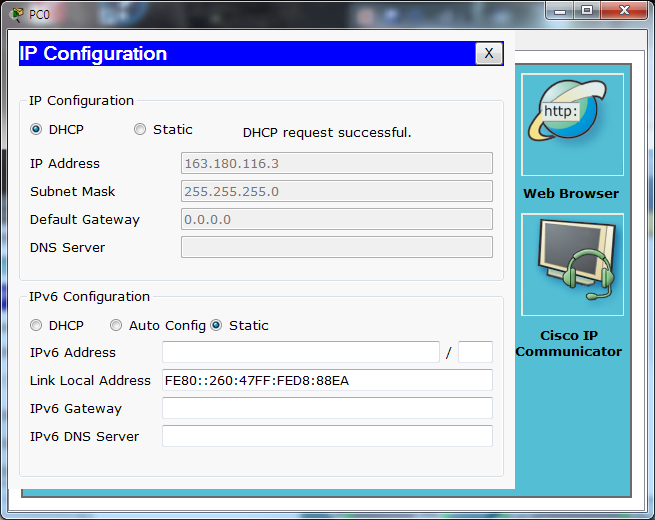 PC0
IP Configuration
X
IP Configuration
DHCP
Static
DHCP request successful.
IP Address
163.180.116.3
Subnet Mask
255.255.255.0
Default Gateway
0.0.0.0
DNS Server
IPv6 Configuration
DHCP
Auto Config
Static
IPv6 Address
/
Link Local Address
FE80::260:47FF:FED8:88EA
IPv6 Gateway
IPv6 DNS Server
http:
Web Browser
Cisco IP
Communicator